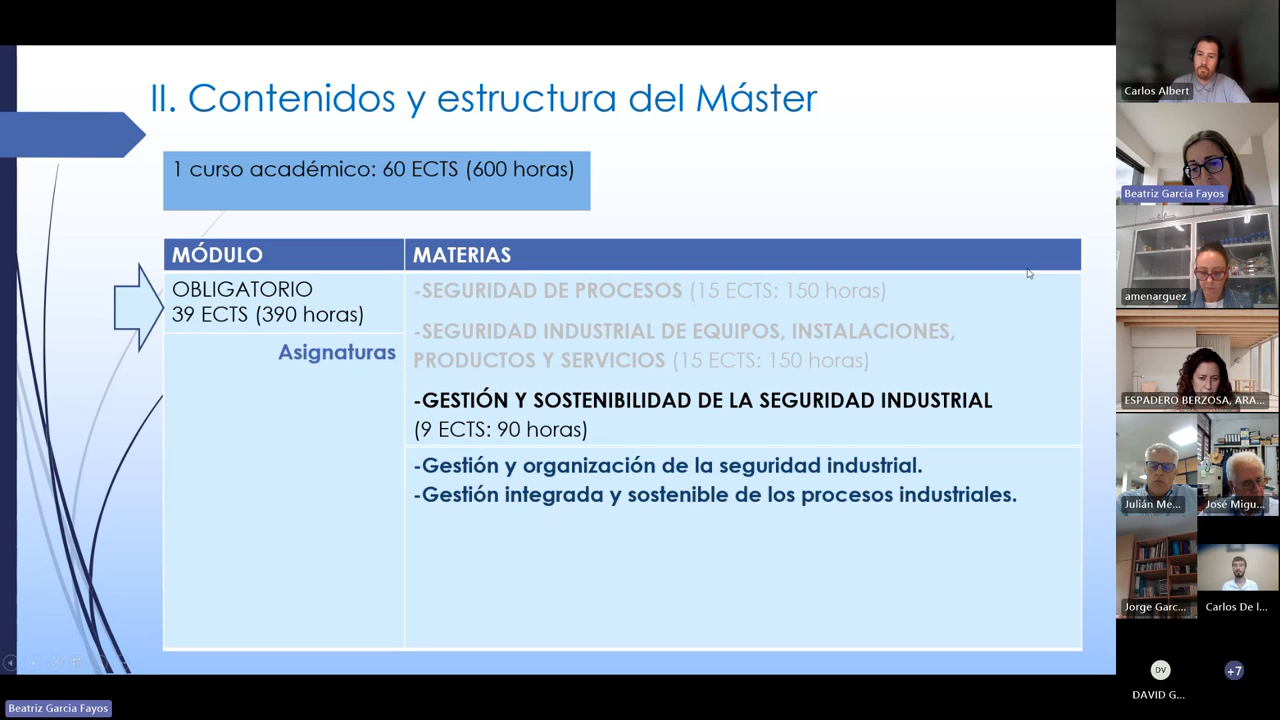 II. Contenidos y estructura del Máster
1 curso académico: 60 ECTS (600 horas)
MÓDULO
MATERIAS
OBLIGATORIO
39 ECTS (390 horas)
Asignaturas
-SEGURIDAD DE PROCESOS (15 ECTS: 150 horas)
-SEGURIDAD INDUSTRIAL DE EQUIPOS, INSTALACIONES,
PRODUCTOS Y SERVICIOS (15 ECTS: 150 horas)
-GESTIÓN Y SOSTENIBILIDAD DE LA SEGURIDAD INDUSTRIAL
(9 ECTS: 90 horas)
-Gestión y organización de la seguridad industrial.
-Gestión integrada y sostenible de los procesos industriales.
Carlos Albert
Beatriz Garcia Fayos
amenarguez
ESPADERO BERZOSA, ARA...
Julián Me...
José Migu...
Jorge Garc...
Carlos De l...
DV
DAVID G...
+7
Beatriz Garcia Fayos